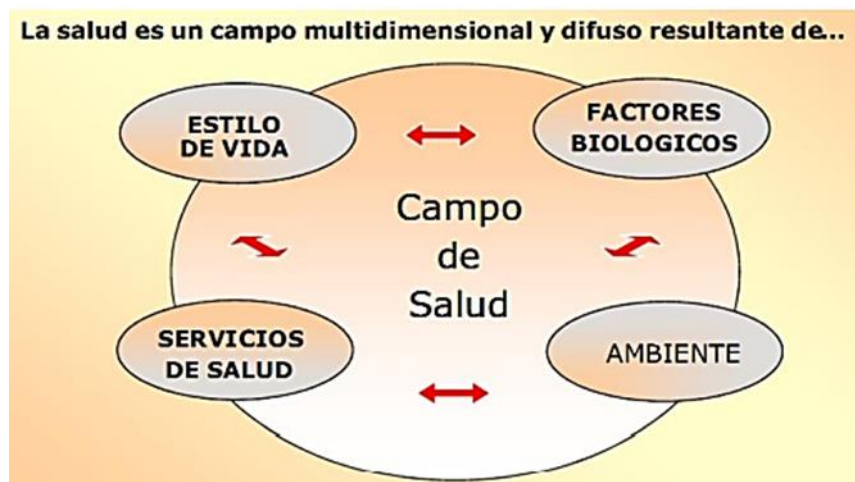 La salud es un campo multidimensional y difuso resultante de...
ESTILO
DE VIDA
FACTORES
BIOLOGICOS
Campo
de
Salud
SERVICIOS
DE SALUD
AMBIENTE